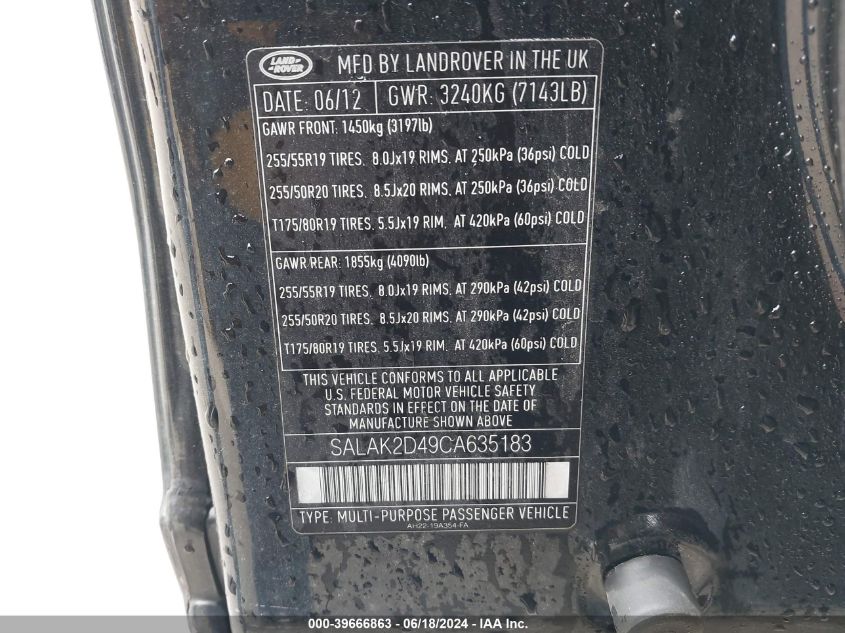 LAND ROVER
MFD BY LANDROVER IN THE UK
DATE: 06/12 GWR: 3240KG (7143LB)
GAWR FRONT: 1450kg (3197lb)
255/55R19 TIRES. 8.0Jx19 RIMS. AT 250kPa (36psi) COLD
255/50R20 TIRES. 8.5Jx20 RIMS. AT 250kPa (36psi) COLD
T175/80R19 TIRES. 5.5Jx19 RIM. AT 420kPa (60psi) COLD
GAWR REAR: 1855kg (4090lb)
255/55R19 TIRES. 8.0Jx19 RIMS. AT 290kPa (42psi) COLD
255/50R20 TIRES. 8.5Jx20 RIMS. AT 290kPa (42psi) COLD
T175/80R19 TIRES. 5.5Jx19 RIM. AT 420kPa (60psi) COLD
THIS VEHICLE CONFORMS TO ALL APPLICABLE
U.S. FEDERAL MOTOR VEHICLE SAFETY
STANDARDS IN EFFECT ON THE DATE OF
MANUFACTURE SHOWN ABOVE
SALAK2D49CA635183
TYPE: MULTI-PURPOSE PASSENGER VEHICLE
AH22-19A354-FA
000-39666863 - 06/18/2024 - IAA Inc.